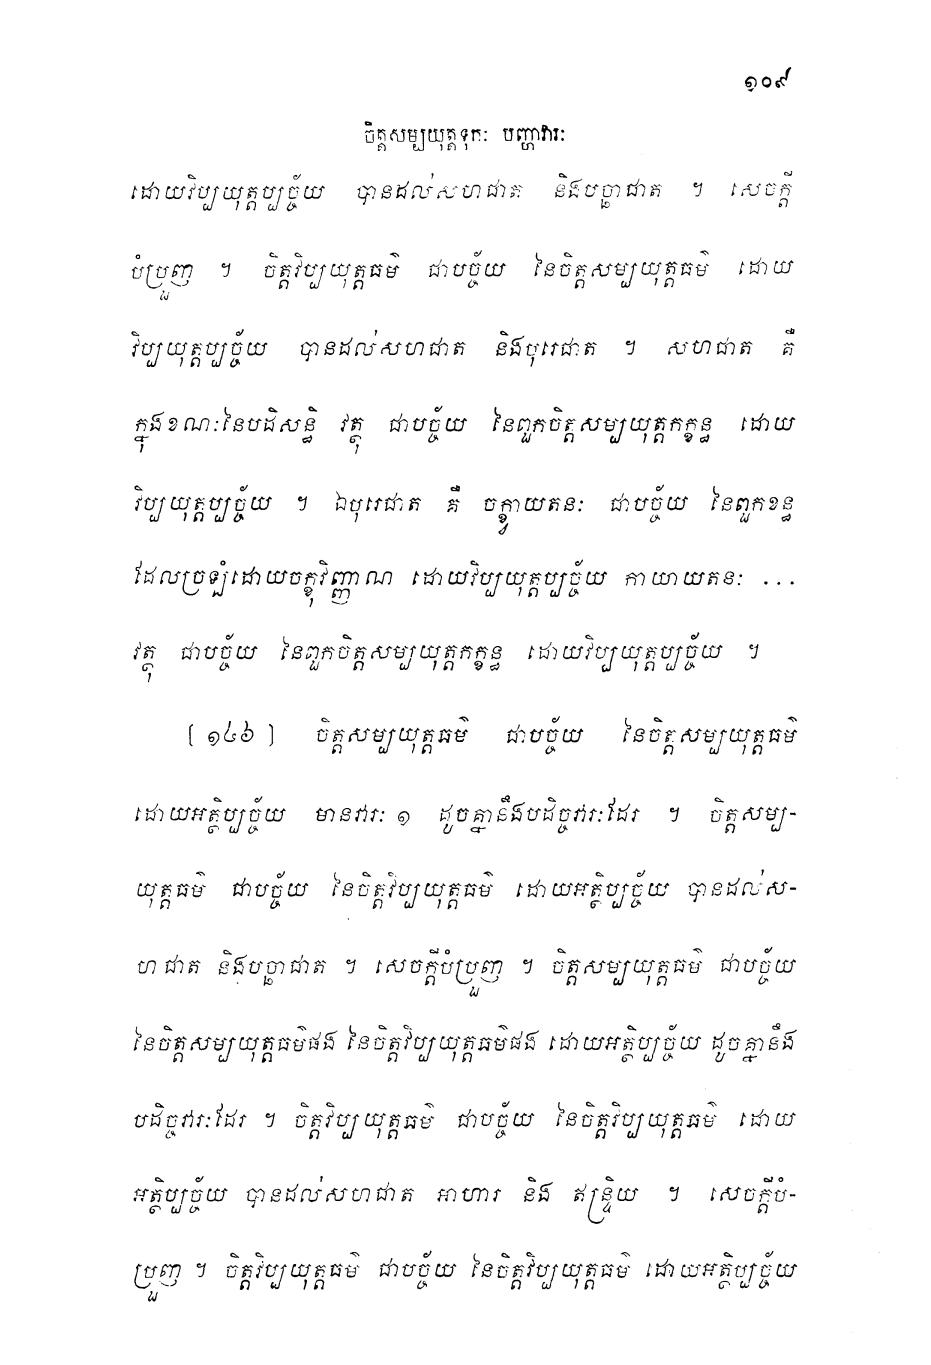 ១០៩
ចិត្តសម្បយុត្តទុកៈ បញ្ហាវារៈ
ដោយវិប្បយុត្តប្បច្ច័យ បានដល់សហជាត និងបច្ឆាជាត ។ សេចក្តី
បំប្រួញ ។ ចិត្តវិប្បយុត្តធម៌ ជាបច្ច័យ នៃចិត្តសម្បយុត្តធម៌ ដោយ
វិប្បយុត្តប្បច្ច័យ បានដល់សហជាត និងបុរេជាត ។ សហជាត គឺ
ក្នុងខណៈនៃបដិសន្ធិ វត្ថុ ជាបច្ច័យ នៃពួកចិត្តសម្បយុត្តកក្ខន្ធ ដោយ
វិប្បយុត្តប្បច្ច័យ ។ ឯបុរេជាត គឺ ចក្ខ្វាយតនៈ ជាបច្ច័យ នៃពួកខន្ធ
ដែលច្រឡំដោយចក្ខុវិញ្ញាណ ដោយវិប្បយុត្តប្បច្ច័យ កាយាយតនៈ ...
វត្ថុ ជាបច្ច័យ នៃពួកចិត្តសម្បយុត្តកក្ខន្ធ ដោយវិប្បយុត្តប្បច្ច័យ ។
[ ១៤៦ ] ចិត្តសម្បយុត្តធម៌ ជាបច្ច័យ នៃចិត្តសម្បយុត្តធម៌
ដោយអត្ថិប្បច្ច័យ មានវារៈ ១ ដូចគ្នានឹងបដិច្ចវារៈដែរ ។ ចិត្តសម្ប-
យុត្តធម៌ ជាបច្ច័យ នៃចិត្តវិប្បយុត្តធម៌ ដោយអត្ថិប្បច្ច័យ បានដល់ស-
ហជាត និងបច្ឆាជាត ។ សេចក្តីបំប្រួញ ។ ចិត្តសម្បយុត្តធម៌ ជាបច្ច័យ
នៃចិត្តសម្បយុត្តធម៌ផង នៃចិត្តវិប្បយុត្តធម៌ផង ដោយអត្ថិប្បច្ច័យ ដូចគ្នានឹង
បដិច្ចវារៈដែរ ។ ចិត្តវិប្បយុត្តធម៌ ជាបច្ច័យ នៃចិត្តវិប្បយុត្តធម៌ ដោយ
អត្ថិប្បច្ច័យ បានដល់សហជាត អាហារ និង ឥន្ទ្រិយ ។ សេចក្តីបំ-
ប្រួញ ។ ចិត្តវិប្បយុត្តធម៌ ជាបច្ច័យ នៃចិត្តវិប្បយុត្តធម៌ ដោយអត្ថិប្បច្ច័យ